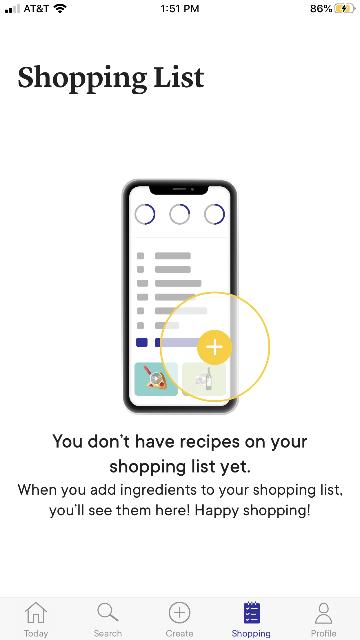 AT&T 1:51 PM 86%
Shopping List
You don't have recipes on your
shopping list yet.
When you add ingredients to your shopping list,
you'll see them here! Happy shopping!
Today Search Create Shopping Profile